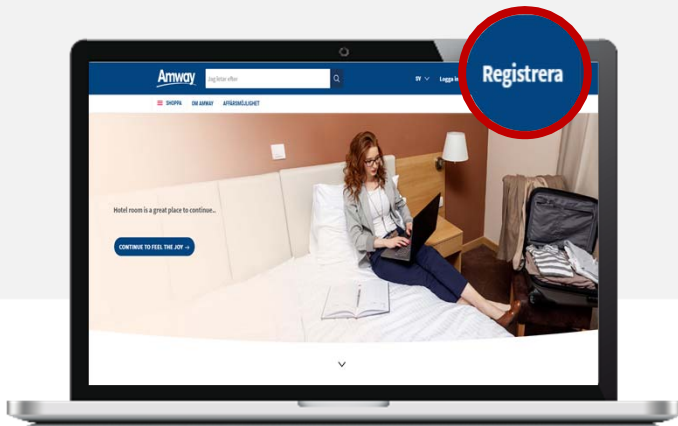 Amway
Jag letar efter
SV
Logga in
Registrera
SHOPPA
OM AMWAY
AFFÄRSMÖJLIGHET
Hotel room is a great place to continue...
CONTINUE TO FEEL THE JOY →